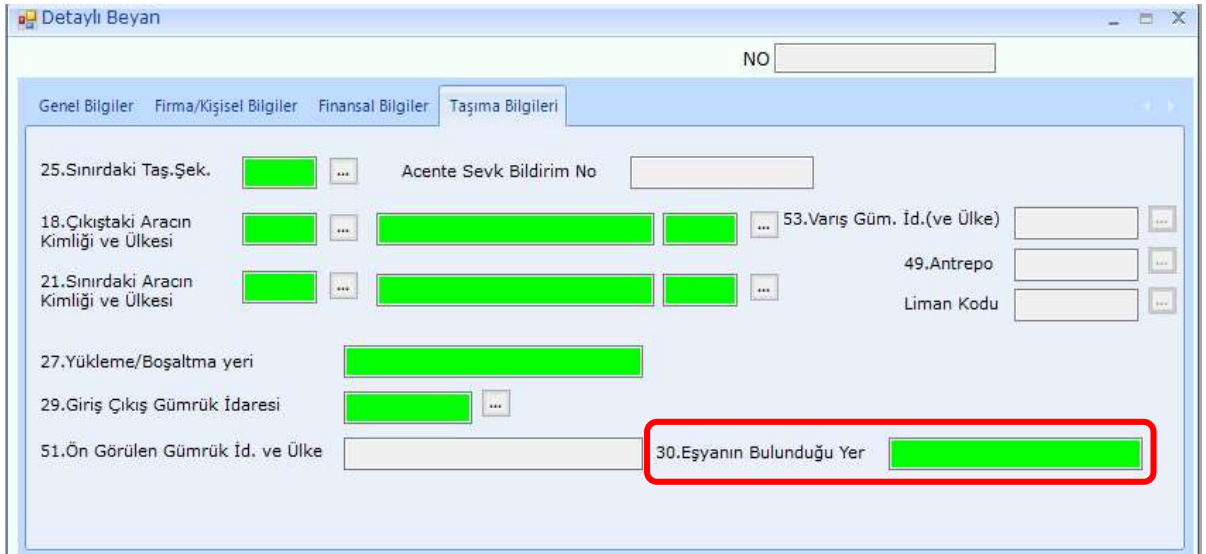 Detaylı Beyan
NO
Genel Bilgiler Firma/Kişisel Bilgiler Finansal Bilgiler Taşıma Bilgileri
25.Sınırdaki Taş.Şek. ... Acente Sevk Bildirim No
18.Çıkıştaki Aracın
Kimliği ve Ülkesi ... ... 53.Varış Güm. İd.(ve Ülke) ...
49.Antrepo ...
21.Sınırdaki Aracın
Kimliği ve Ülkesi ... ...
Liman Kodu ...
27.Yükleme/Boşaltma yeri
29.Giriş Çıkış Gümrük İdaresi ...
51.Ön Görülen Gümrük İd. ve Ülke 30.Eşyanın Bulunduğu Yer